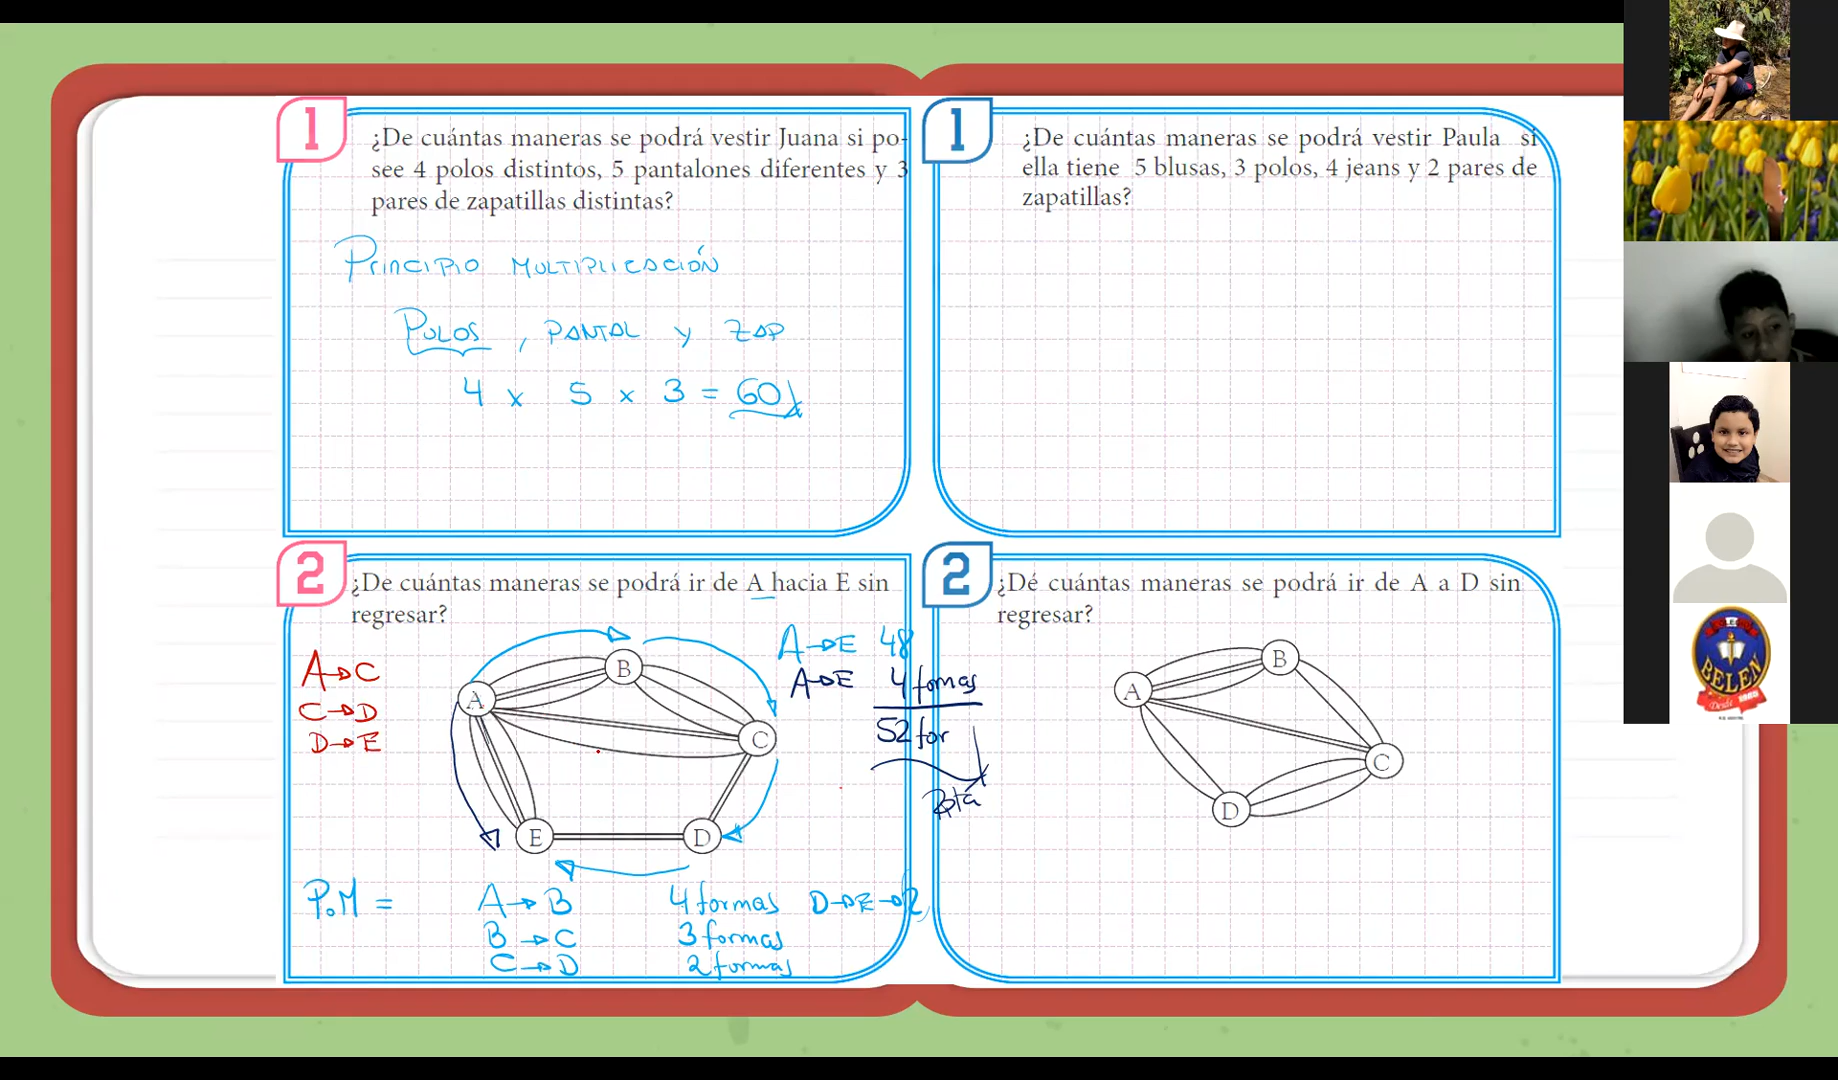 1
¿De cuántas maneras se podrá vestir Juana si po-
see 4 polos distintos, 5 pantalones diferentes y 3
pares de zapatillas distintas?
PRINCIPIO MULTIPLICACIÓN
POLOS , PANTAL y ZAP
4 x 5 x 3 = 60
1
¿De cuántas maneras se podrá vestir Paula si
ella tiene 5 blusas, 3 polos, 4 jeans y 2 pares de
zapatillas?
2
¿De cuántas maneras se podrá ir de A hacia E sin
regresar?
A→C
C→D
D→E
A→E 48
A→E 4 formas
52 for
A
B
C
E
D
P.M =
A→B 4 formas D→E→2
B→C 3 formas
C→D 2 formas
2
¿Dé cuántas maneras se podrá ir de A a D sin
regresar?
B
A
C
D
COLEGIO
BELEN
Desde